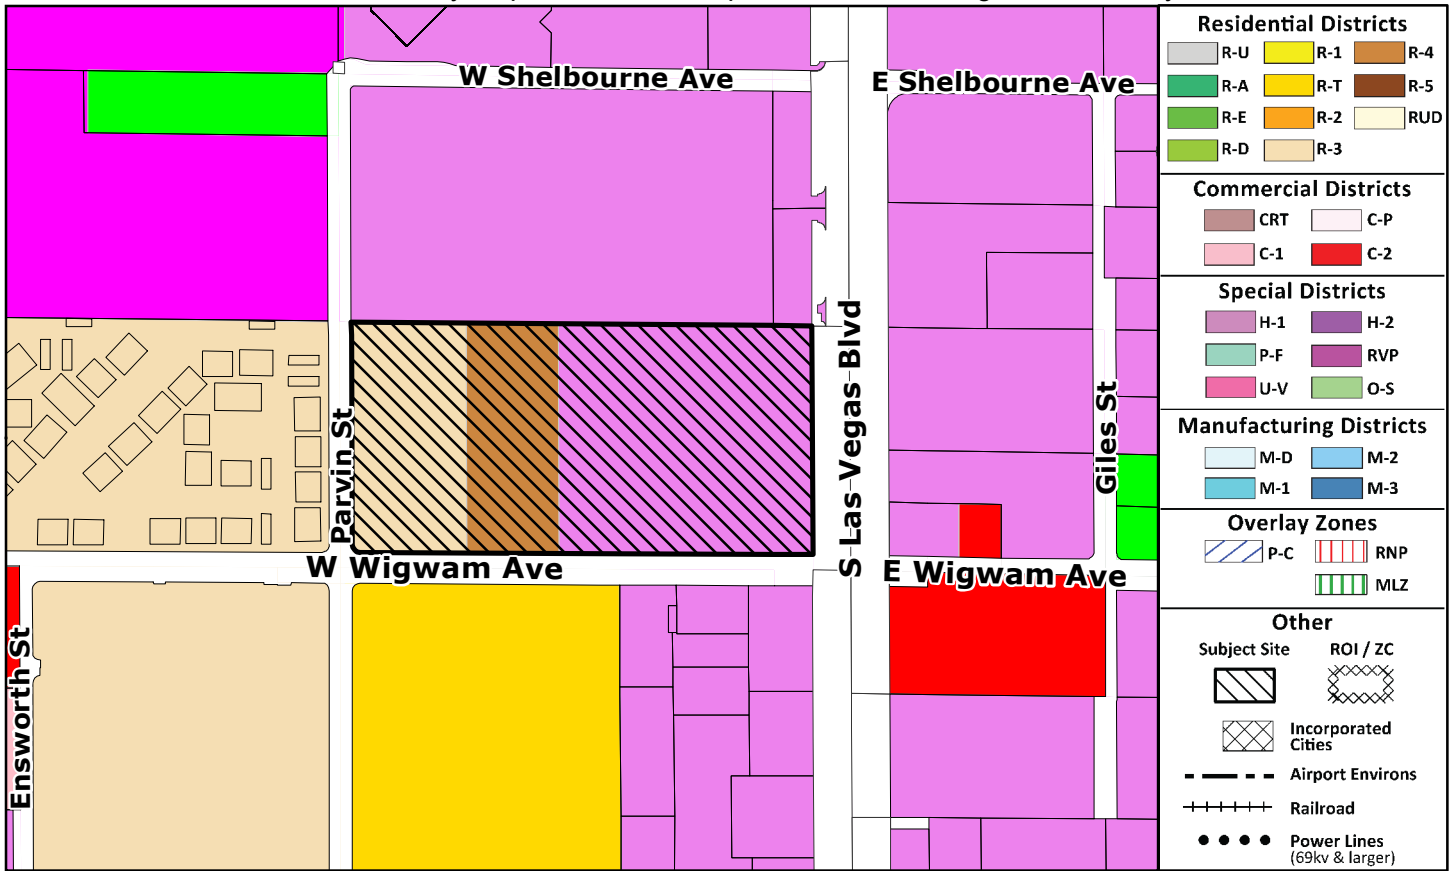 W Shelbourne Ave
E Shelbourne Ave
S Las Vegas Blvd
Parvin St
Giles St
W Wigwam Ave
E Wigwam Ave
Ensworth St
Residential Districts
R-U R-1 R-4
R-A R-T R-5
R-E R-2 RUD
R-D R-3
Commercial Districts
CRT C-P
C-1 C-2
Special Districts
H-1 H-2
P-F RVP
U-V O-S
Manufacturing Districts
M-D M-2
M-1 M-3
Overlay Zones
P-C RNP
MLZ
Other
Subject Site ROI / ZC
Incorporated
Cities
Airport Environs
Railroad
Power Lines
(69kv & larger)